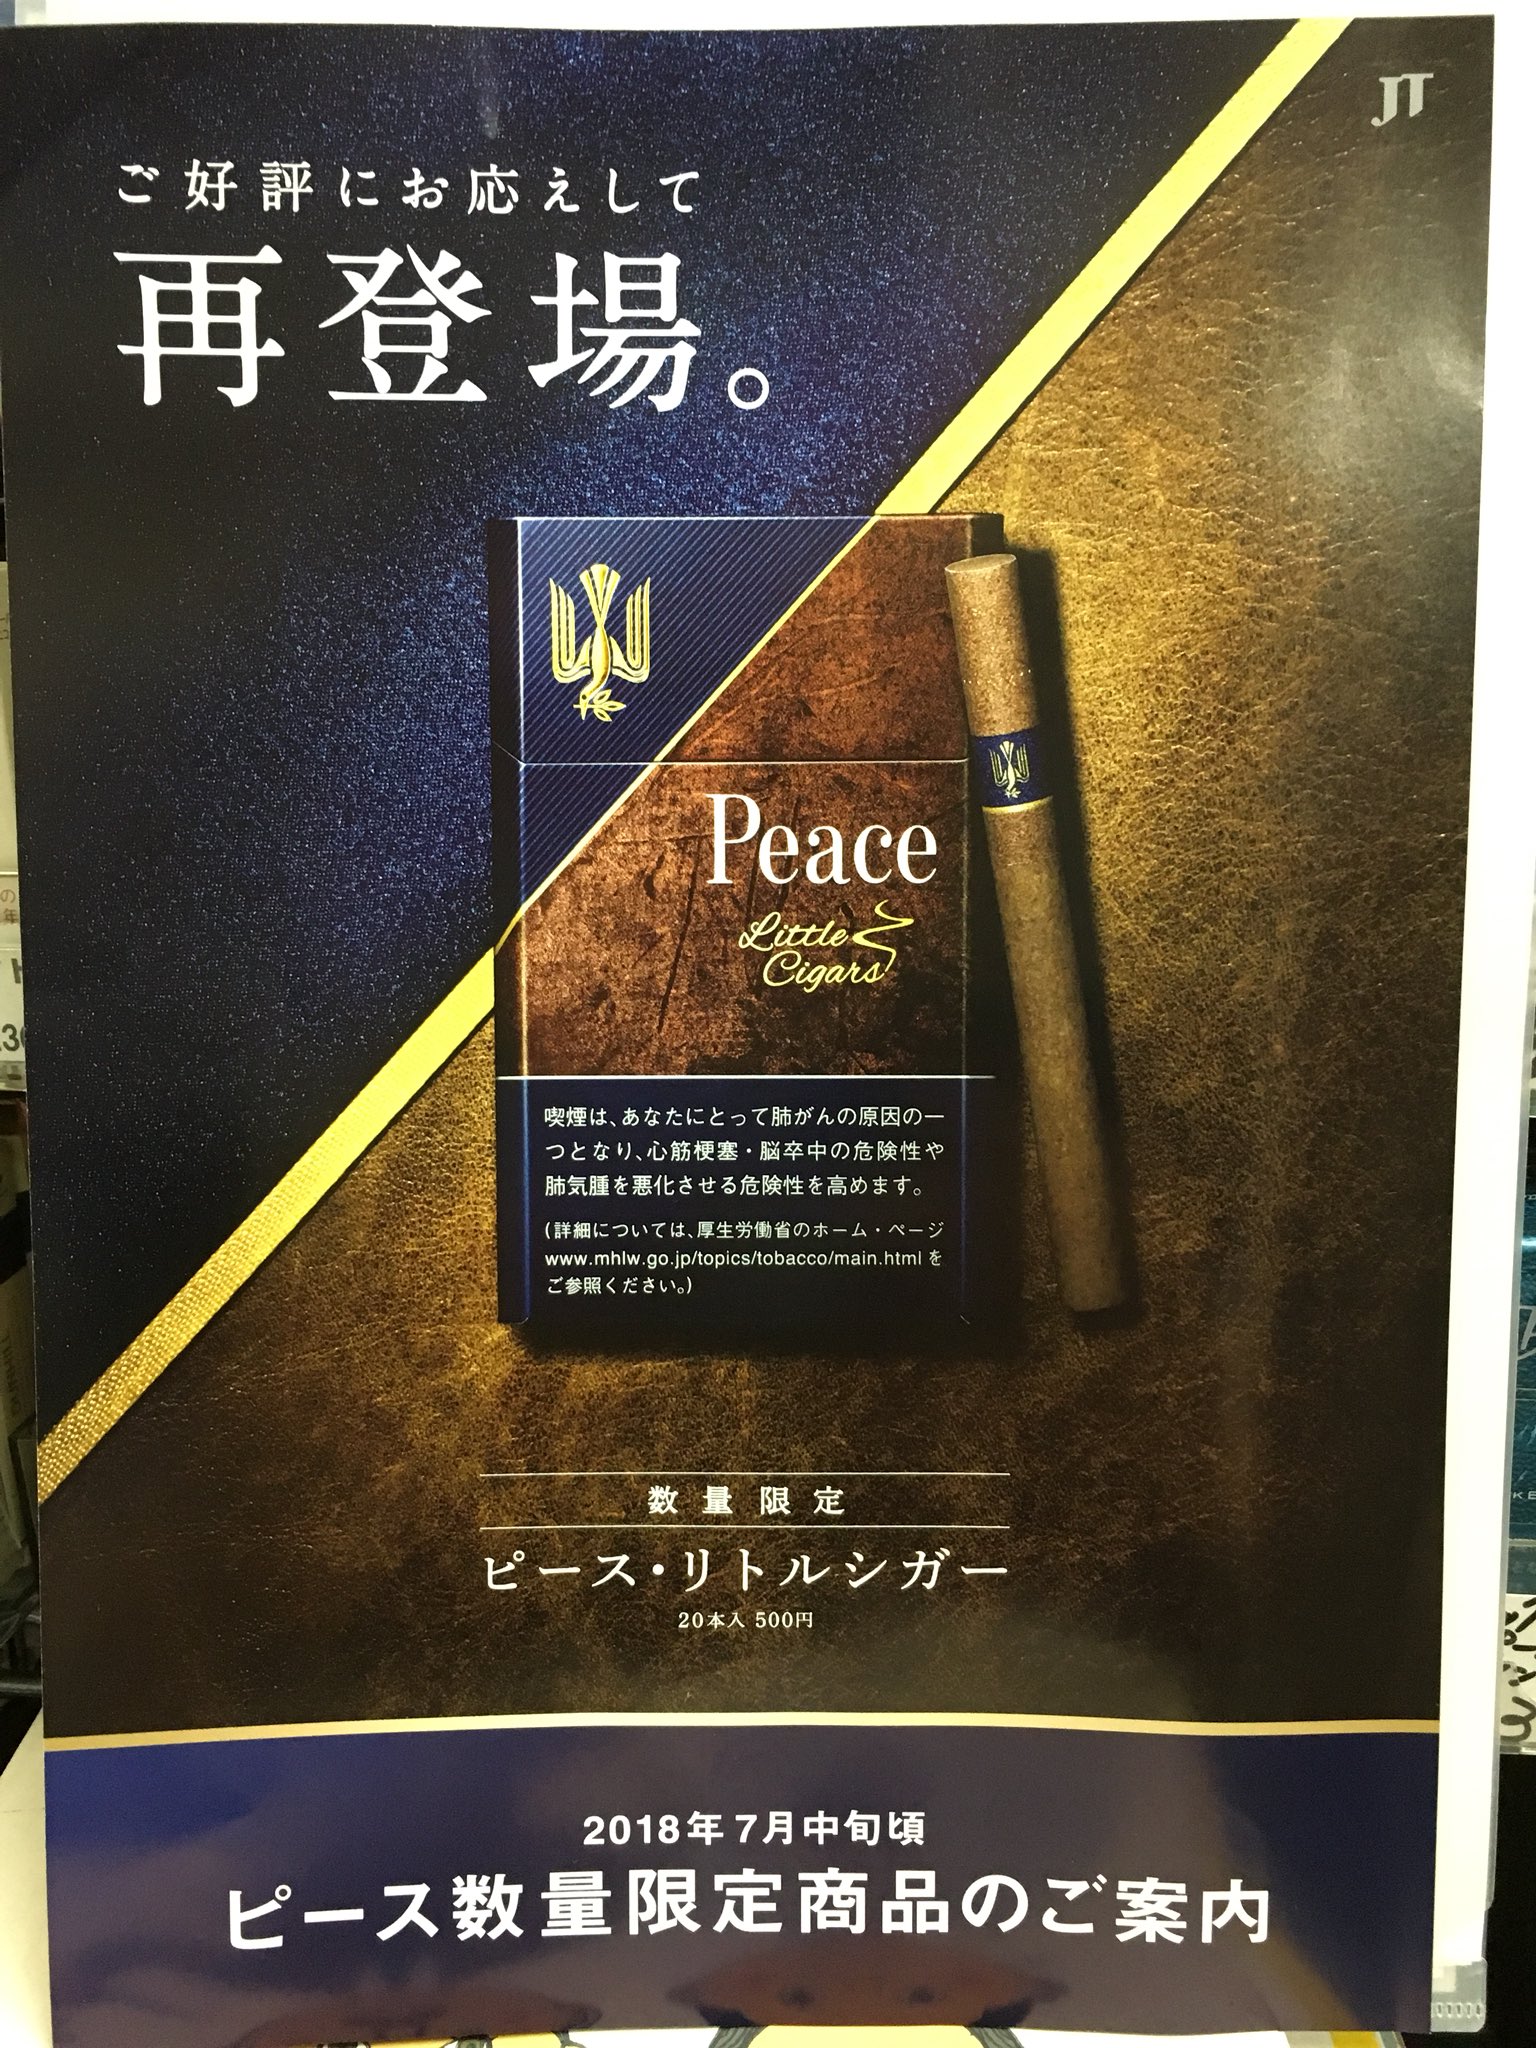 JT
ご好評にお応えして
再登場。
Peace
Little
Cigars
喫煙は、あなたにとって肺がんの原因の一
つとなり、心筋梗塞・脳卒中の危険性や
肺気腫を悪化させる危険性を高めます。
(詳細については、厚生労働省のホーム・ページ
www.mhlw.go.jp/topics/tobacco/main.html を
ご参照ください。)
数量限定
ピース・リトルシガー
20本入 500円
2018年7月中旬頃
ピース数量限定商品のご案内